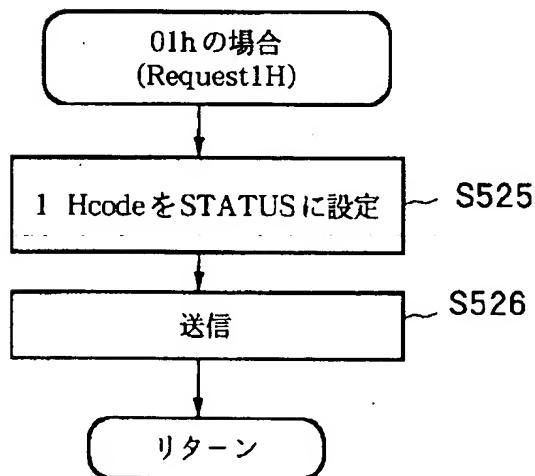 01hの場合
(Request1H)
1 HcodeをSTATUSに設定
S525
送信
S526
リターン